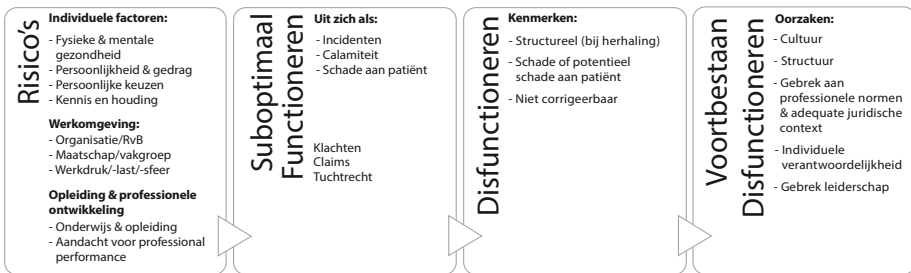 Risico's
Individuele factoren:
- Fysieke & mentale
gezondheid
- Persoonlijkheid & gedrag
- Persoonlijke keuzen
- Kennis en houding
Werkomgeving:
- Organisatie/RvB
- Maatschap/vakgroep
- Werkdruk/-last/-sfeer
Opleiding & professionele
ontwikkeling
- Onderwijs & opleiding
- Aandacht voor professional
performance
Suboptimaal
Functioneren
Uit zich als:
- Incidenten
- Calamiteit
- Schade aan patiënt
Klachten
Claims
Tuchtrecht
Disfunctioneren
Kenmerken:
- Structureel (bij herhaling)
- Schade of potentieel
schade aan patiënt
- Niet corrigeerbaar
Voortbestaan
Disfunctioneren
Oorzaken:
- Cultuur
- Structuur
- Gebrek aan
professionele normen
& adequate juridische
context
- Individuele
verantwoordelijkheid
- Gebrek leiderschap